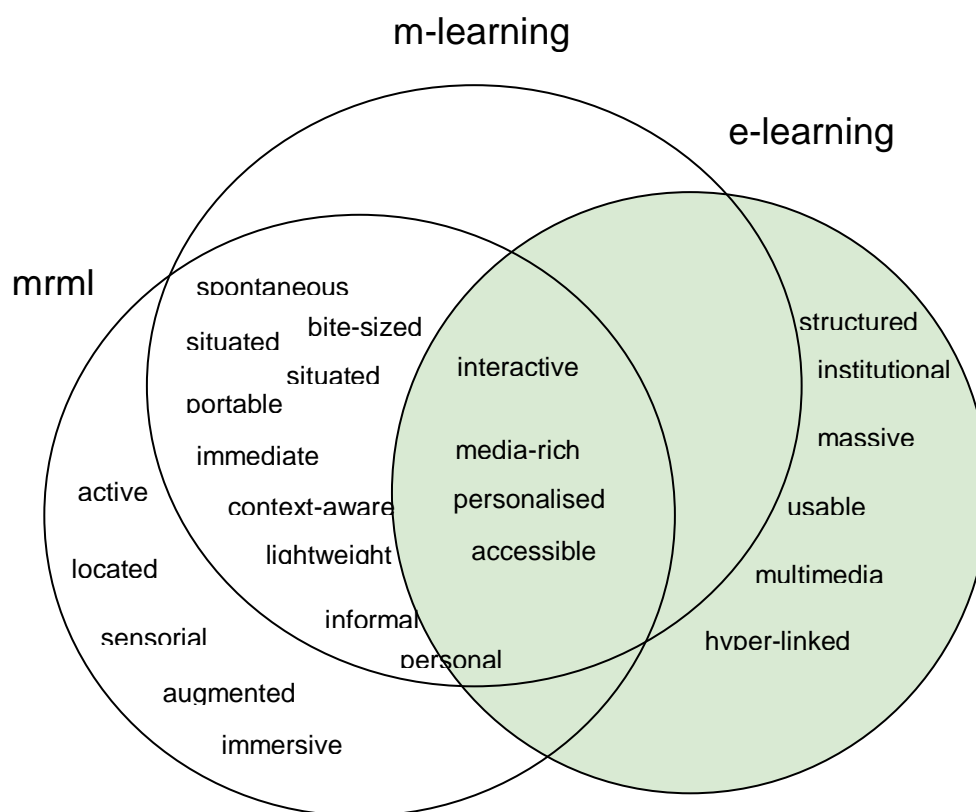 m-learning
e-learning
mrml
spontaneous
bite-sized
situated
situated
portable
immediate
context-aware
lightweight
informal
personal
interactive
media-rich
personalised
accessible
active
located
sensorial
augmented
immersive
structured
institutional
massive
usable
multimedia
hyper-linked